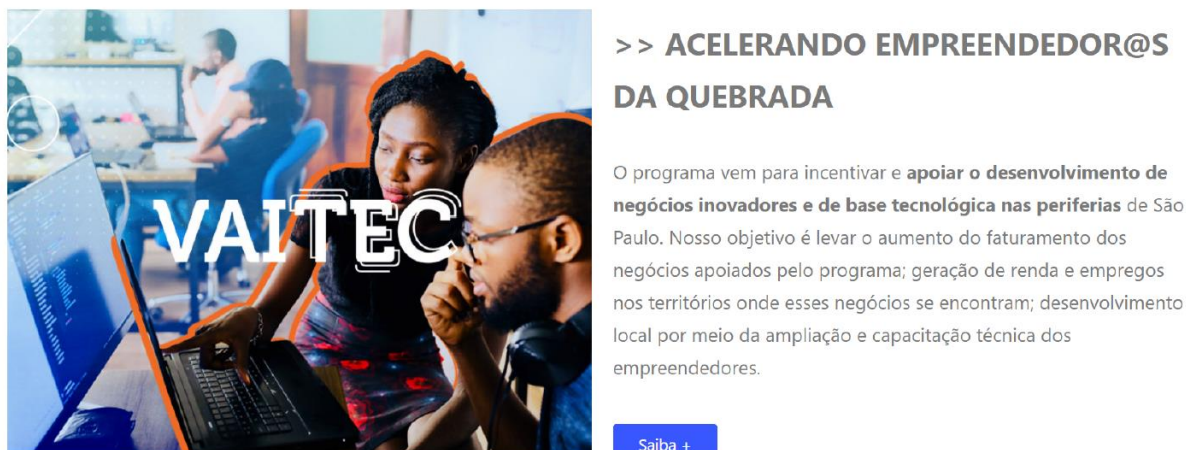 VAITEC
>> ACELERANDO EMPREENDEDOR@S
DA QUEBRADA
O programa vem para incentivar e apoiar o desenvolvimento de
negócios inovadores e de base tecnológica nas periferias de São
Paulo. Nosso objetivo é levar o aumento do faturamento dos
negócios apoiados pelo programa; geração de renda e empregos
nos territórios onde esses negócios se encontram; desenvolvimento
local por meio da ampliação e capacitação técnica dos
empreendedores.
Saiba +